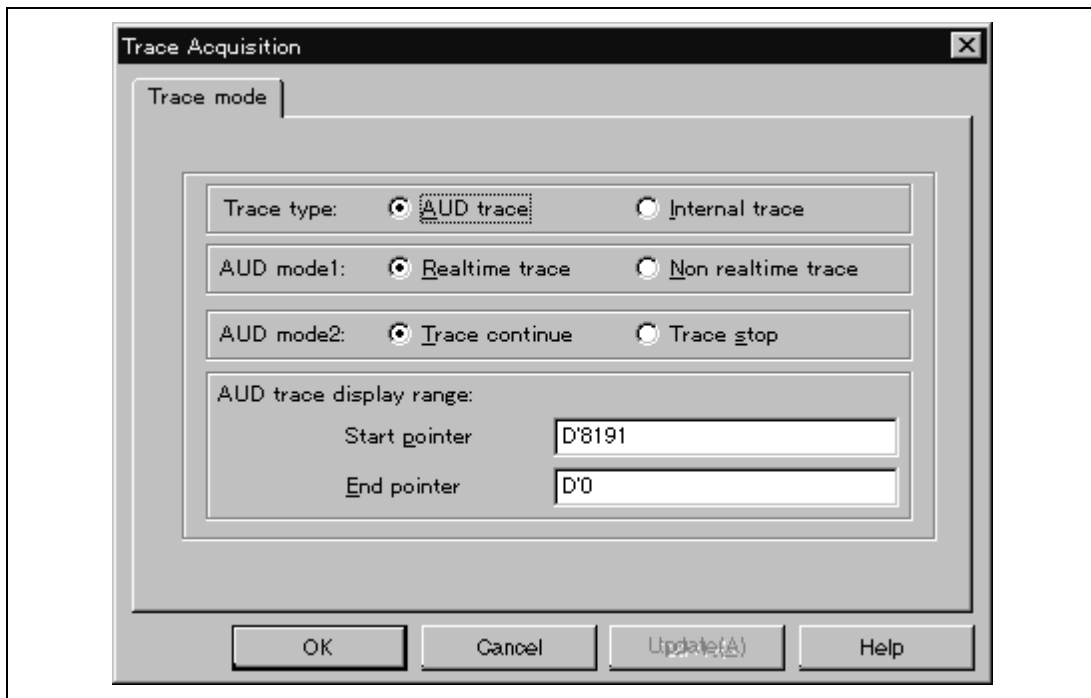 Trace Acquisition
Trace mode
Trace type: AUD trace Internal trace
AUD mode1: Realtime trace Non realtime trace
AUD mode2: Trace continue Trace stop
AUD trace display range:
Start pointer D'8191
End pointer D'0
OK Cancel Update(A) Help